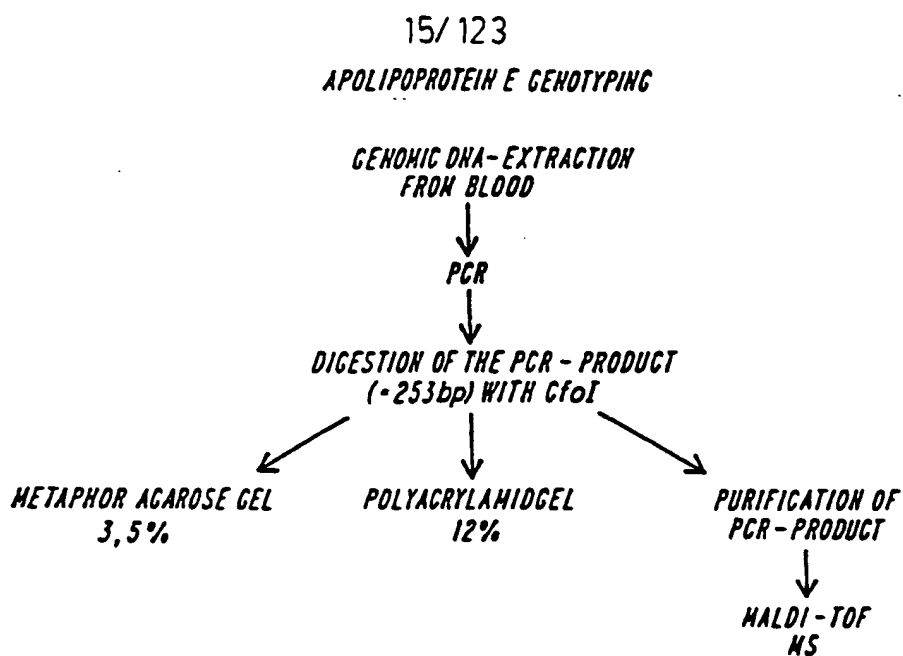 15/123
APOLIPOPROTEIN E GENOTYPING
GENOMIC DNA-EXTRACTION
FROM BLOOD
PCR
DIGESTION OF THE PCR-PRODUCT
(=253bp) WITH CfoI
METAPHOR AGAROSE GEL
3,5%
POLYACRYLAMIDGEL
12%
PURIFICATION OF
PCR-PRODUCT
MALDI-TOF
MS